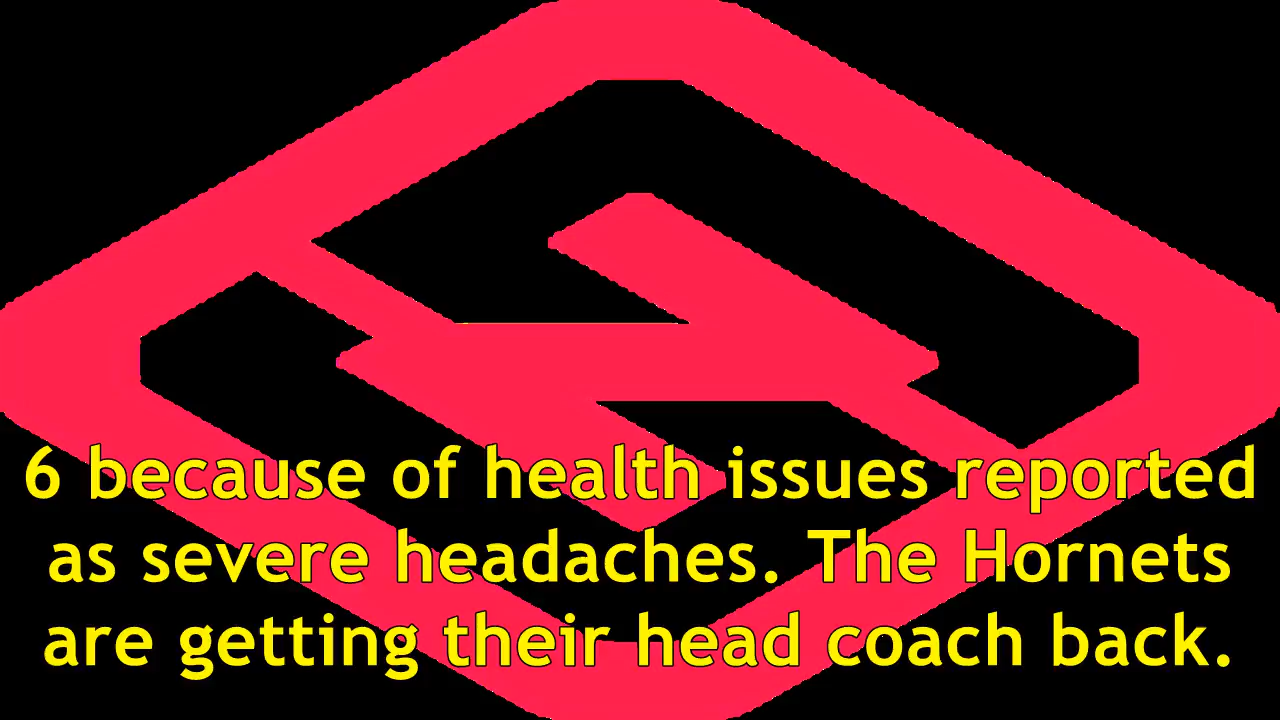 6 because of health issues reported
as severe headaches. The Hornets
are getting their head coach back.